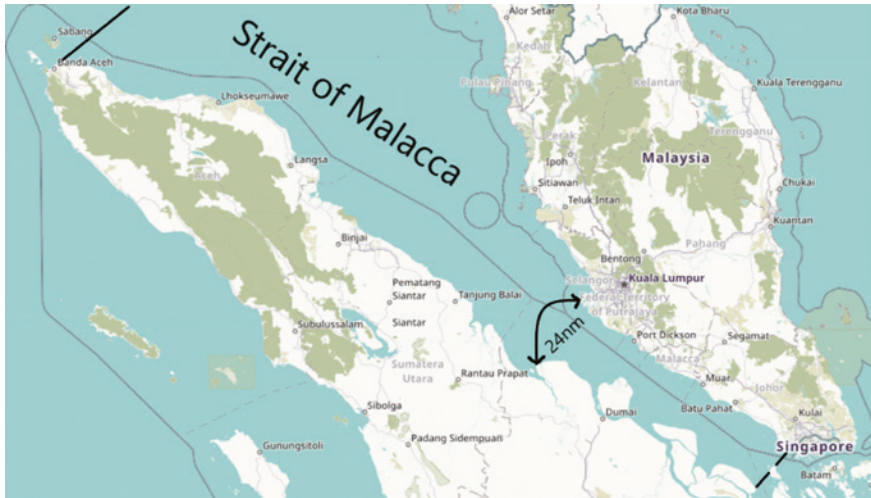 Strait of Malacca
24nm
Sabang
Banda Aceh
Lhokseumawe
Langsa
Aceh
Binjai
Pematang
Siantar
Siantar
Tanjung Balai
Subulussalam
Sumatera
Utara
Rantau Prapat
Sibolga
Padang Sidempuan
Gunungsitoli
Dumai
Alor Setar
Kedah
Pulau Pinang
Kota Bharu
Kelantan
Kuala Terengganu
Terengganu
Perak
Ipoh
Malaysia
Sitiawan
Teluk Intan
Chukai
Kuantan
Pahang
Bentong
Selangor
Kuala Lumpur
Federal Territory
of Putrajaya
Port Dickson
Segamat
Malacca
Muar
Johor
Batu Pahat
Kulai
Singapore
Batam